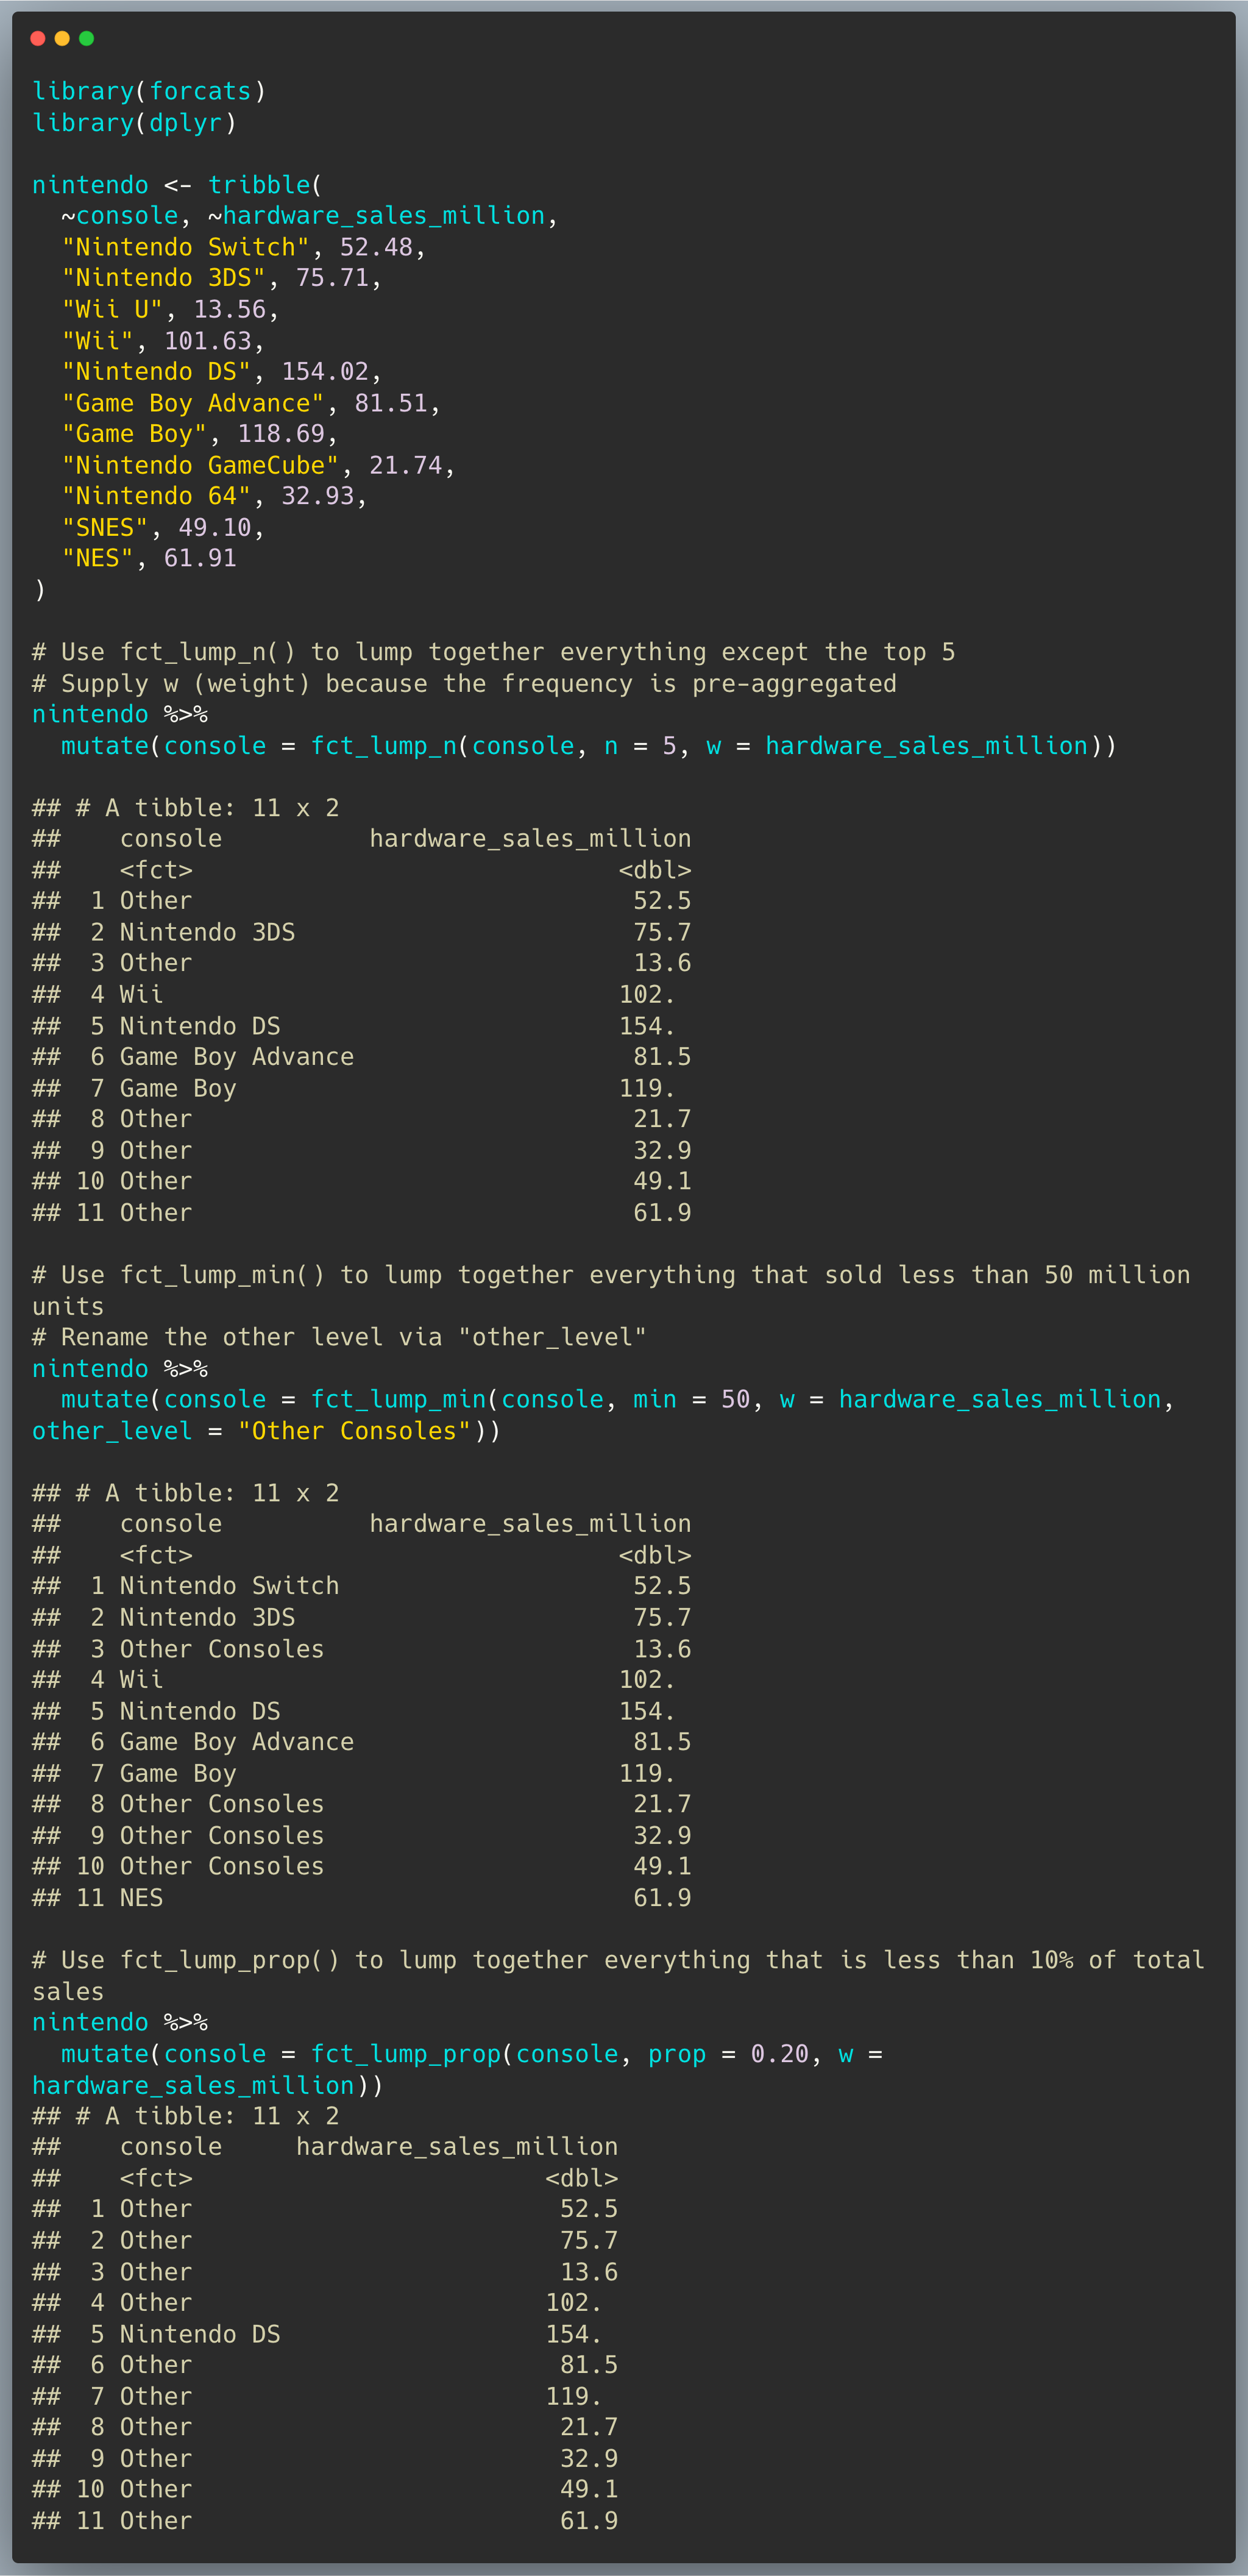 library(forcats)
library(dplyr)

nintendo <- tribble(
  ~console, ~hardware_sales_million,
  "Nintendo Switch", 52.48,
  "Nintendo 3DS", 75.71,
  "Wii U", 13.56,
  "Wii", 101.63,
  "Nintendo DS", 154.02,
  "Game Boy Advance", 81.51,
  "Game Boy", 118.69,
  "Nintendo GameCube", 21.74,
  "Nintendo 64", 32.93,
  "SNES", 49.10,
  "NES", 61.91
)

# Use fct_lump_n() to lump together everything except the top 5
# Supply w (weight) because the frequency is pre-aggregated
nintendo %>%
  mutate(console = fct_lump_n(console, n = 5, w = hardware_sales_million))

## # A tibble: 11 x 2
##    console          hardware_sales_million
##    <fct>                             <dbl>
##  1 Other                              52.5
##  2 Nintendo 3DS                       75.7
##  3 Other                              13.6
##  4 Wii                               102.
##  5 Nintendo DS                       154.
##  6 Game Boy Advance                   81.5
##  7 Game Boy                          119.
##  8 Other                              21.7
##  9 Other                              32.9
## 10 Other                              49.1
## 11 Other                              61.9

# Use fct_lump_min() to lump together everything that sold less than 50 million
units
# Rename the other level via "other_level"
nintendo %>%
  mutate(console = fct_lump_min(console, min = 50, w = hardware_sales_million,
other_level = "Other Consoles"))

## # A tibble: 11 x 2
##    console          hardware_sales_million
##    <fct>                             <dbl>
##  1 Nintendo Switch                    52.5
##  2 Nintendo 3DS                       75.7
##  3 Other Consoles                     13.6
##  4 Wii                               102.
##  5 Nintendo DS                       154.
##  6 Game Boy Advance                   81.5
##  7 Game Boy                          119.
##  8 Other Consoles                     21.7
##  9 Other Consoles                     32.9
## 10 Other Consoles                     49.1
## 11 NES                                61.9

# Use fct_lump_prop() to lump together everything that is less than 10% of total
sales
nintendo %>%
  mutate(console = fct_lump_prop(console, prop = 0.20, w =
hardware_sales_million))
## # A tibble: 11 x 2
##    console     hardware_sales_million
##    <fct>                        <dbl>
##  1 Other                         52.5
##  2 Other                         75.7
##  3 Other                         13.6
##  4 Other                        102.
##  5 Nintendo DS                  154.
##  6 Other                         81.5
##  7 Other                        119.
##  8 Other                         21.7
##  9 Other                         32.9
## 10 Other                         49.1
## 11 Other                         61.9